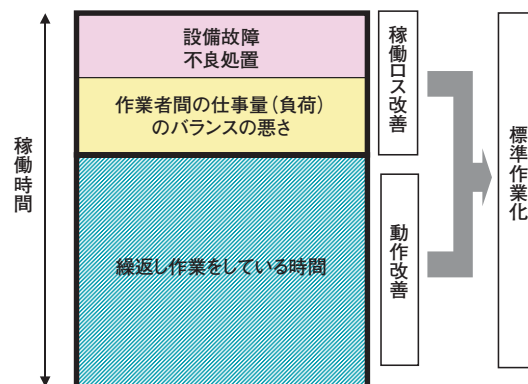 稼働時間
設備故障
不良処置
作業者間の仕事量(負荷)
のバランスの悪さ
繰返し作業をしている時間
稼働ロス改善
動作改善
標準作業化